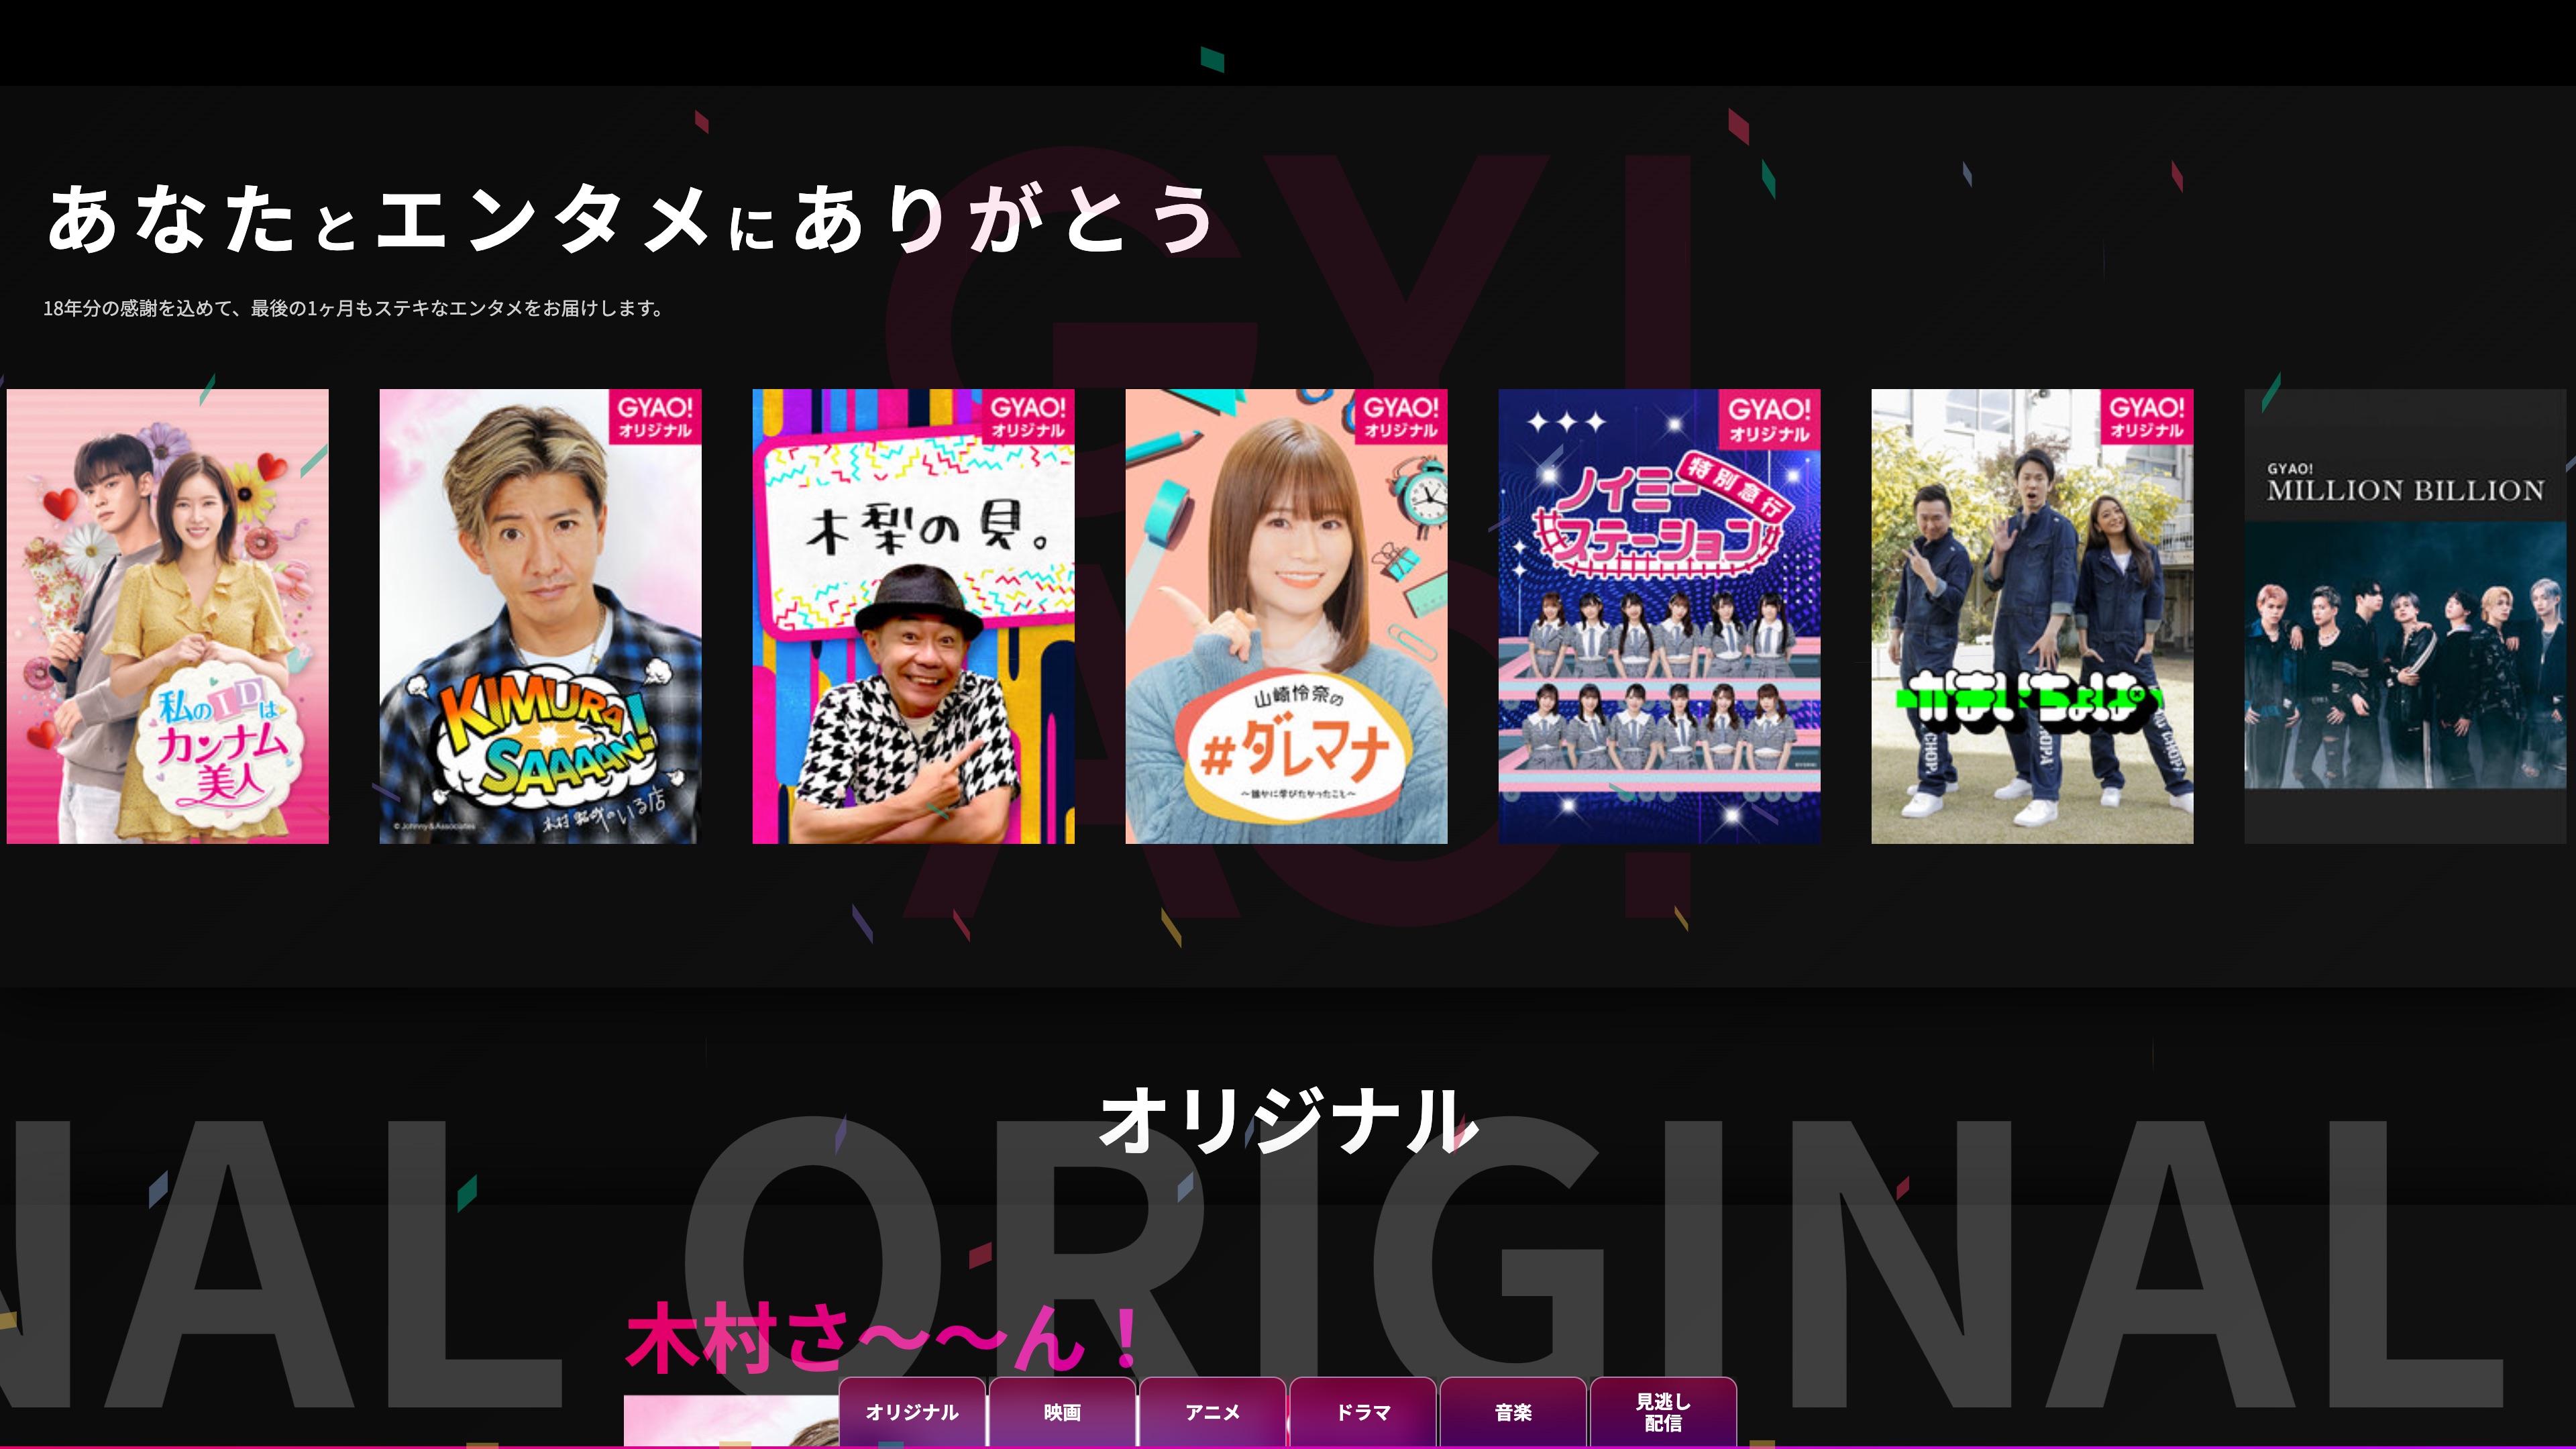 あなたとエンタメにありがとう
18年分の感謝を込めて、最後の1ヶ月もステキなエンタメをお届けします。
私のIDは
カンナム
美人
GYAO!
オリジナル
KIMURA
SAAAAN!
木村拓哉のいる店
© Johnny & Associates
GYAO!
オリジナル
木梨の貝。
GYAO!
オリジナル
山崎怜奈の
#ダレマナ
～誰かに学びたかったこと～
GYAO!
オリジナル
特別急行
ノイミー
ステーション
GYAO!
オリジナル
かまいちょぱ
CHOP!
GYAO!
MILLION BILLION
GYAO!
オリジナル
NAL ORIGINAL
木村さ〜〜ん！
オリジナル
映画
アニメ
ドラマ
音楽
見逃し
配信